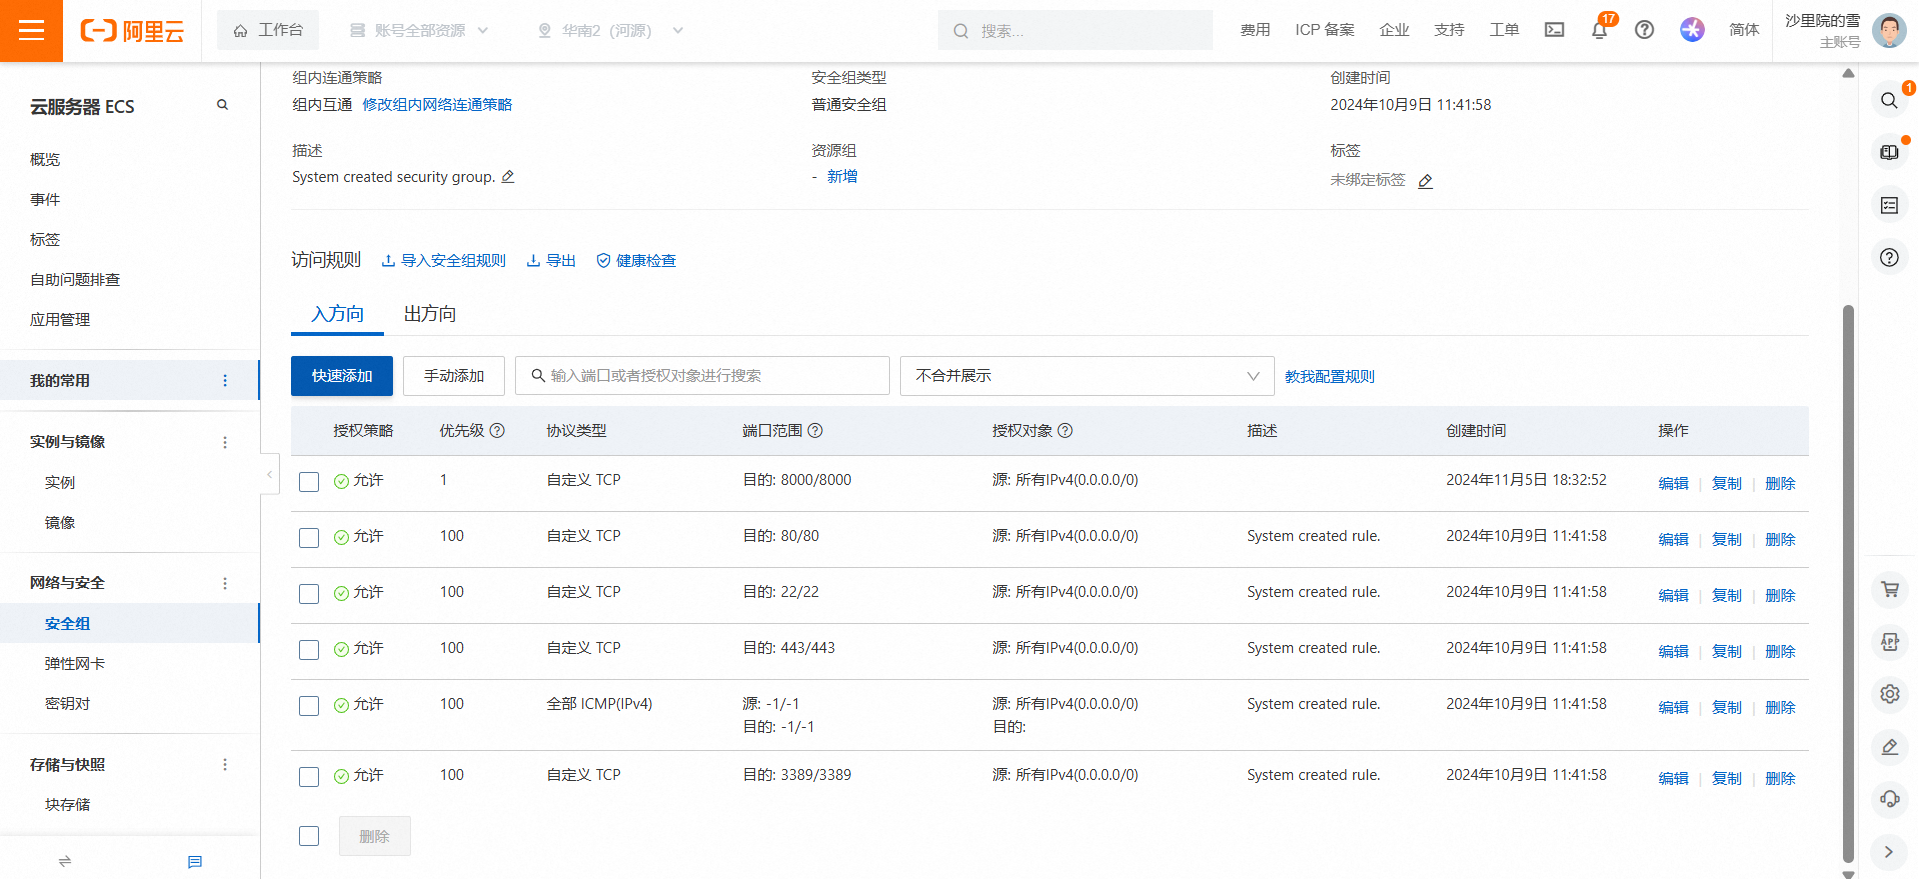 阿里云
工作台
账号全部资源
华南2（河源）
搜索...
费用
ICP 备案
企业
支持
工单
17
简体
沙里院的雪
主账号
云服务器 ECS
概览
事件
标签
自助问题排查
应用管理
我的常用
实例与镜像
实例
镜像
网络与安全
安全组
弹性网卡
密钥对
存储与快照
块存储
组内连通策略
安全组类型
创建时间
组内互通 修改组内网络连通策略
普通安全组
2024年10月9日 11:41:58
描述
资源组
标签
System created security group.
- 新增
未绑定标签
访问规则 导入安全组规则 导出 健康检查
入方向 出方向
快速添加 手动添加 输入端口或者授权对象进行搜索 不合并展示 教我配置规则
授权策略 优先级 协议类型 端口范围 授权对象 描述 创建时间 操作
允许 1 自定义 TCP 目的: 8000/8000 源: 所有IPv4(0.0.0.0/0) 2024年11月5日 18:32:52 编辑 | 复制 | 删除
允许 100 自定义 TCP 目的: 80/80 源: 所有IPv4(0.0.0.0/0) System created rule. 2024年10月9日 11:41:58 编辑 | 复制 | 删除
允许 100 自定义 TCP 目的: 22/22 源: 所有IPv4(0.0.0.0/0) System created rule. 2024年10月9日 11:41:58 编辑 | 复制 | 删除
允许 100 自定义 TCP 目的: 443/443 源: 所有IPv4(0.0.0.0/0) System created rule. 2024年10月9日 11:41:58 编辑 | 复制 | 删除
允许 100 全部 ICMP(IPv4) 源: -1/-1 源: 所有IPv4(0.0.0.0/0) System created rule. 2024年10月9日 11:41:58 编辑 | 复制 | 删除
目的: -1/-1 目的:
允许 100 自定义 TCP 目的: 3389/3389 源: 所有IPv4(0.0.0.0/0) System created rule. 2024年10月9日 11:41:58 编辑 | 复制 | 删除
删除
1
APP